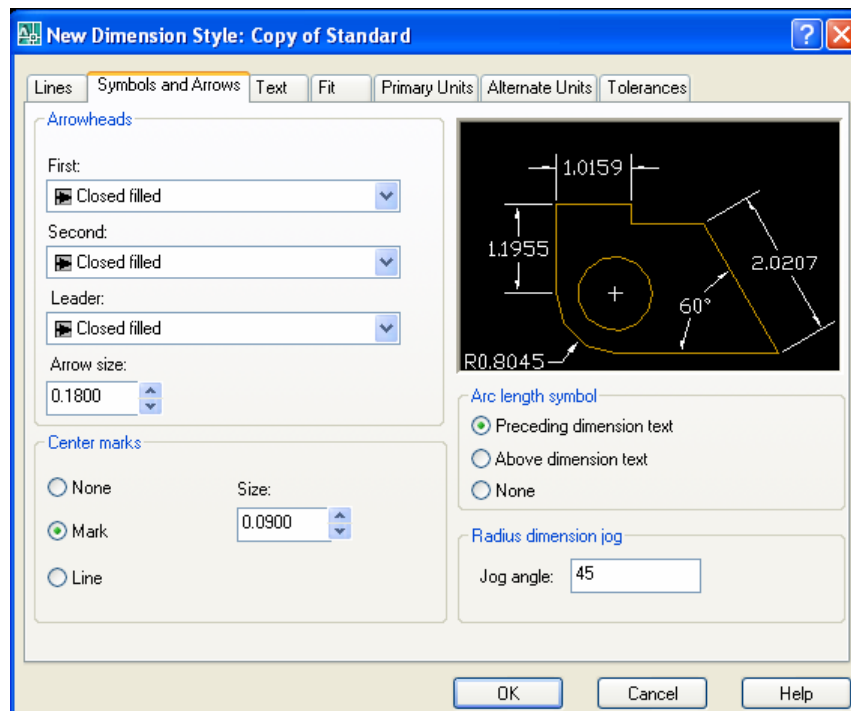 New Dimension Style: Copy of Standard
Lines Symbols and Arrows Text Fit Primary Units Alternate Units Tolerances
Arrowheads
First:
Closed filled
Second:
Closed filled
Leader:
Closed filled
Arrow size:
0.1800
Center marks
None
Mark
Line
Size:
0.0900
1.0159
1.1955
2.0207
60°
R0.8045
Arc length symbol
Preceding dimension text
Above dimension text
None
Radius dimension jog
Jog angle: 45
OK Cancel Help